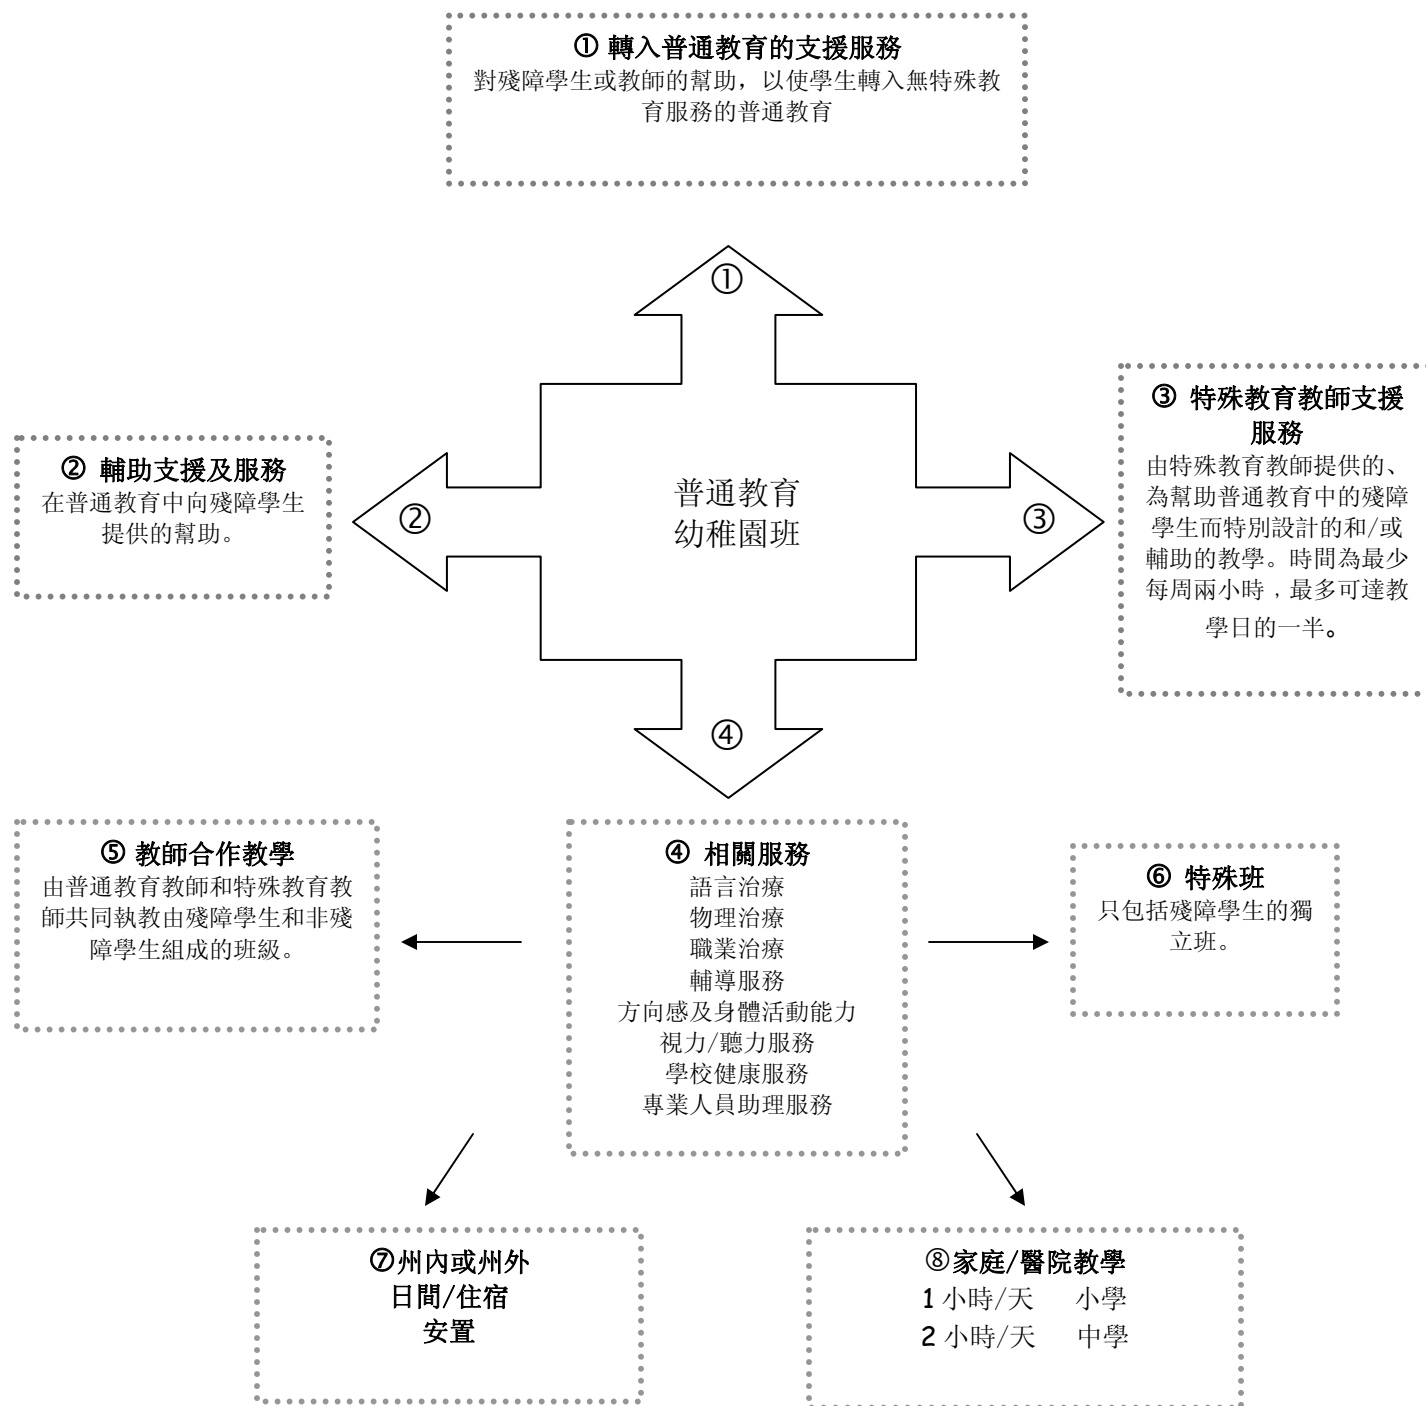 ① 轉入普通教育的支援服務
對殘障學生或教師的幫助，以使學生轉入無特殊教
育服務的普通教育
①
③ 特殊教育教師支援
服務
由特殊教育教師提供的、
為幫助普通教育中的殘障
學生而特別設計的和/或
輔助的教學。時間為最少
每周兩小時，最多可達教
學日的一半。
② 輔助支援及服務
在普通教育中向殘障學生
提供的幫助。
②
普通教育
幼稚園班
③
④
⑤ 教師合作教學
由普通教育教師和特殊教育教
師共同執教由殘障學生和非殘
障學生組成的班級。
④ 相關服務
語言治療
物理治療
職業治療
輔導服務
方向感及身體活動能力
視力/聽力服務
學校健康服務
專業人員助理服務
⑥ 特殊班
只包括殘障學生的獨
立班。
⑦州內或州外
日間/住宿
安置
⑧家庭/醫院教學
1 小時/天 小學
2 小時/天 中學